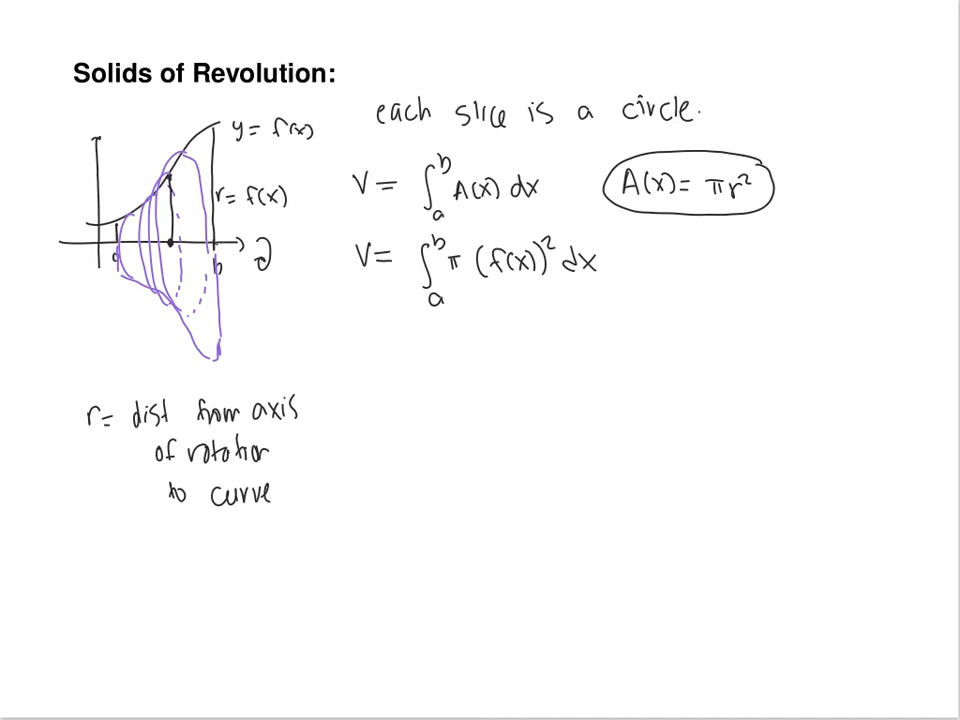 Solids of Revolution:
each slice is a circle.
y = f(x)
r = f(x)
a
b
V = ∫_a^b A(x) dx
A(x) = πr²
V = ∫_a^b π (f(x))² dx
r = dist from axis
of rotation
to curve